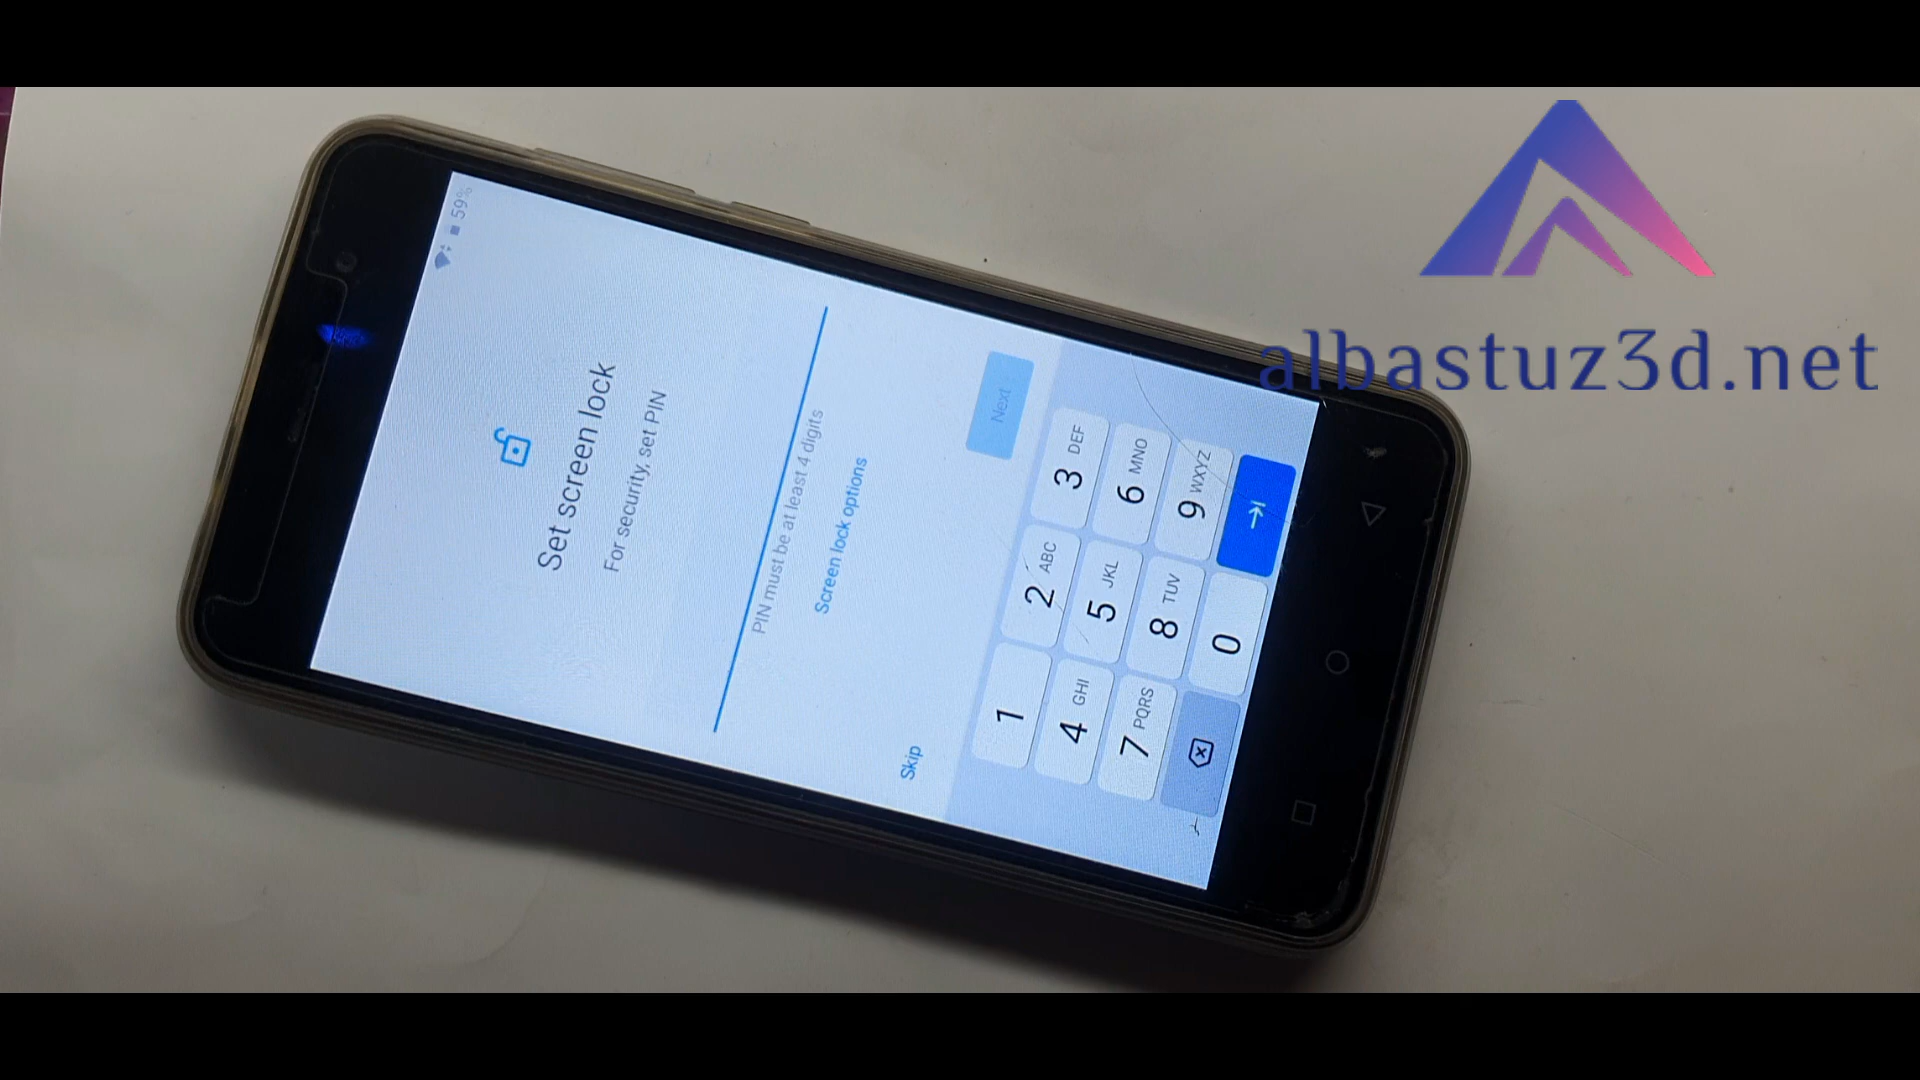 59%
Set screen lock
For security, set PIN
PIN must be at least 4 digits
Screen lock options
Skip
Next
1
2 ABC
3 DEF
4 GHI
5 JKL
6 MNO
7 PQRS
8 TUV
9 WXYZ
0
albastuz3d.net